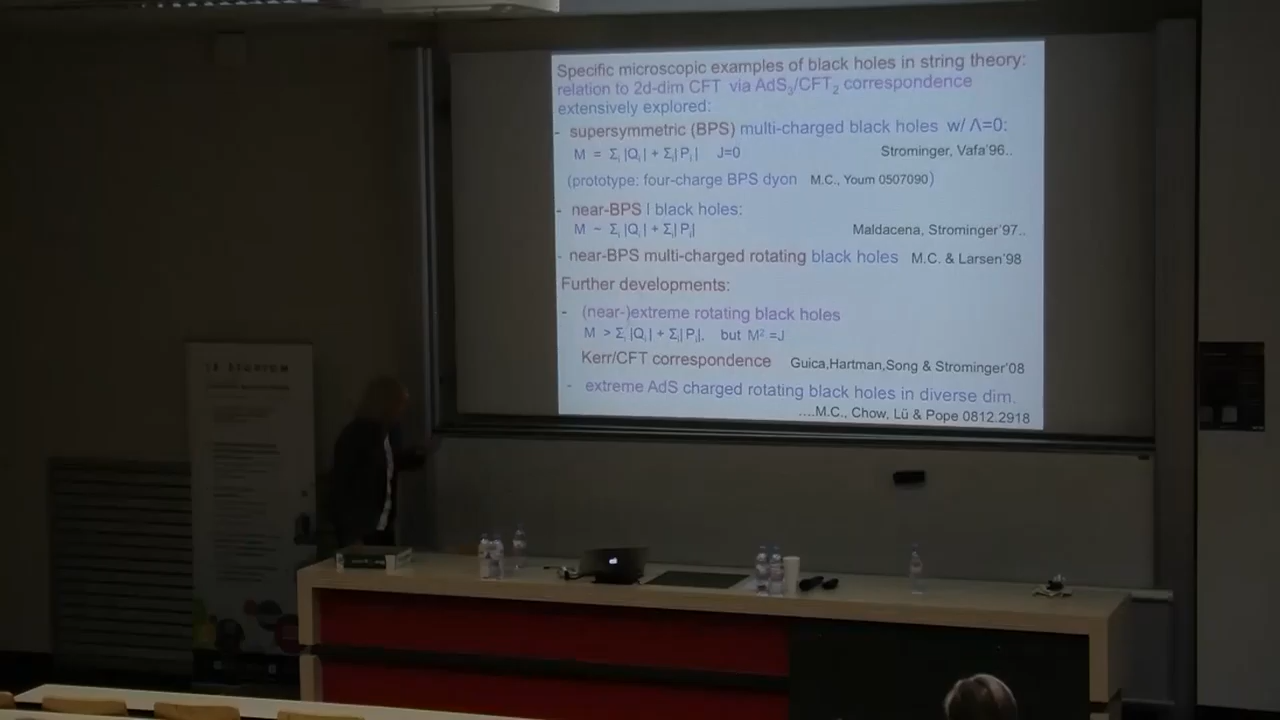 Specific microscopic examples of black holes in string theory:
relation to 2d-dim CFT via AdS₃/CFT₂ correspondence
extensively explored:
- supersymmetric (BPS) multi-charged black holes w/ Λ=0:
M = Σᵢ |Qᵢ| + Σᵢ| Pᵢ| J=0 Strominger, Vafa'96..
(prototype: four-charge BPS dyon M.C., Youm 0507090)
- near-BPS l black holes:
M ~ Σᵢ |Qᵢ| + Σᵢ| Pᵢ| Maldacena, Strominger'97..
- near-BPS multi-charged rotating black holes M.C. & Larsen'98
Further developments:
- (near-)extreme rotating black holes
M > Σᵢ |Qᵢ| + Σᵢ| Pᵢ|. but M² =J
Kerr/CFT correspondence Guica,Hartman,Song & Strominger'08
- extreme AdS charged rotating black holes in diverse dim.
....M.C., Chow, Lü & Pope 0812.2918